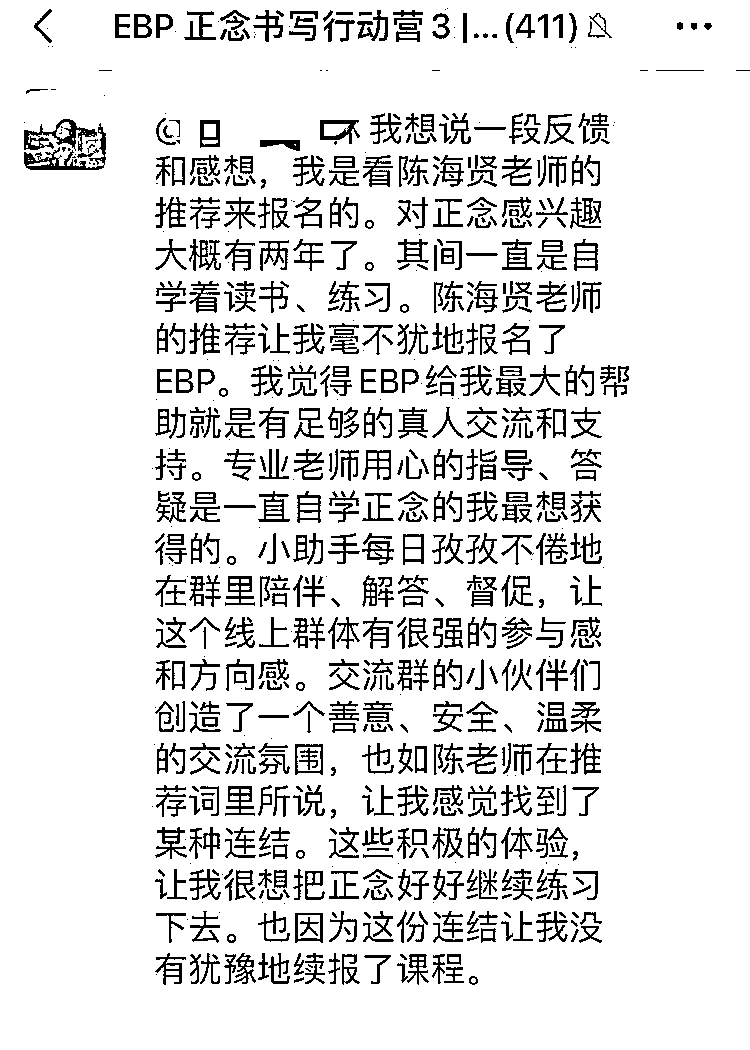 EBP 正念书写行动营3 |...(411)
@ 我想说一段反馈
和感想，我是看陈海贤老师的
推荐来报名的。对正念感兴趣
大概有两年了。其间一直是自
学着读书、练习。陈海贤老师
的推荐让我毫不犹地报名了
EBP。我觉得EBP给我最大的帮
助就是有足够的真人交流和支
持。专业老师用心的指导、答
疑是一直自学正念的我最想获
得的。小助手每日孜孜不倦地
在群里陪伴、解答、督促，让
这个线上群体有很强的参与感
和方向感。交流群的小伙伴们
创造了一个善意、安全、温柔
的交流氛围，也如陈老师在推
荐词里所说，让我感觉找到了
某种连结。这些积极的体验，
让我很想把正念好好继续练习
下去。也因为这份连结让我没
有犹豫地续报了课程。